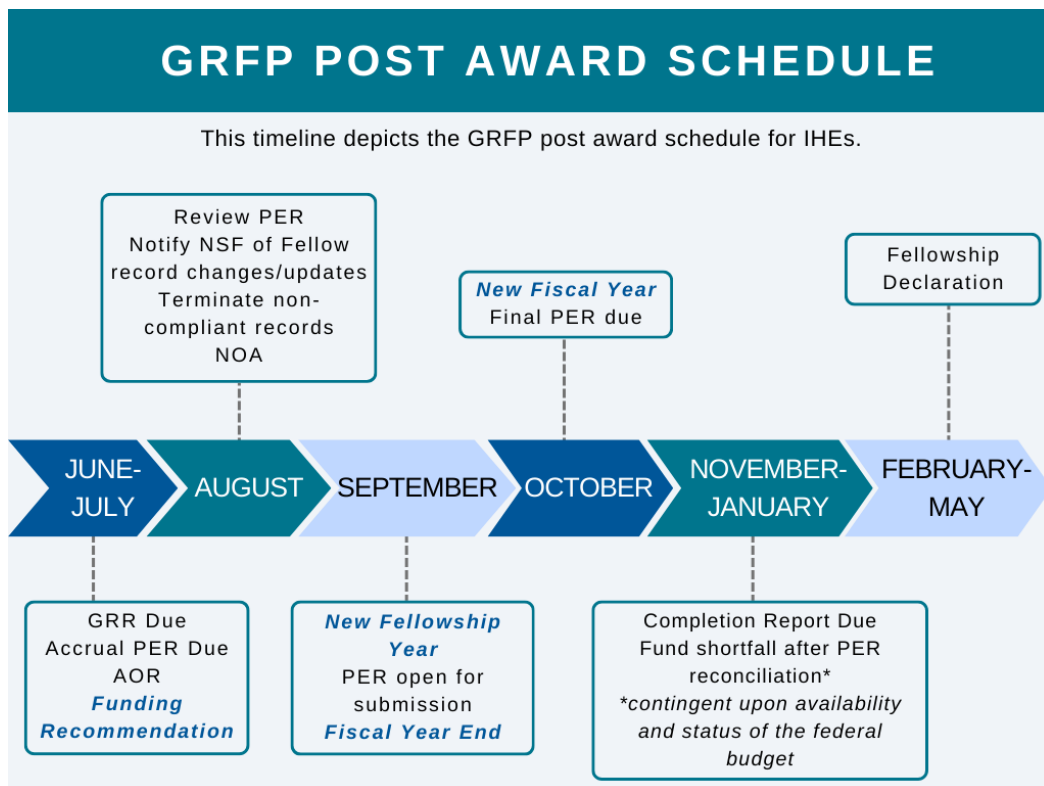 GRFP POST AWARD SCHEDULE
This timeline depicts the GRFP post award schedule for IHEs.
Review PER
Notify NSF of Fellow
record changes/updates
Terminate non-
compliant records
NOA
New Fiscal Year
Final PER due
Fellowship
Declaration
JUNE-
JULY
AUGUST
SEPTEMBER
OCTOBER
NOVEMBER-
JANUARY
FEBRUARY-
MAY
GRR Due
Accrual PER Due
AOR
Funding
Recommendation
New Fellowship
Year
PER open for
submission
Fiscal Year End
Completion Report Due
Fund shortfall after PER
reconciliation*
*contingent upon availability
and status of the federal
budget